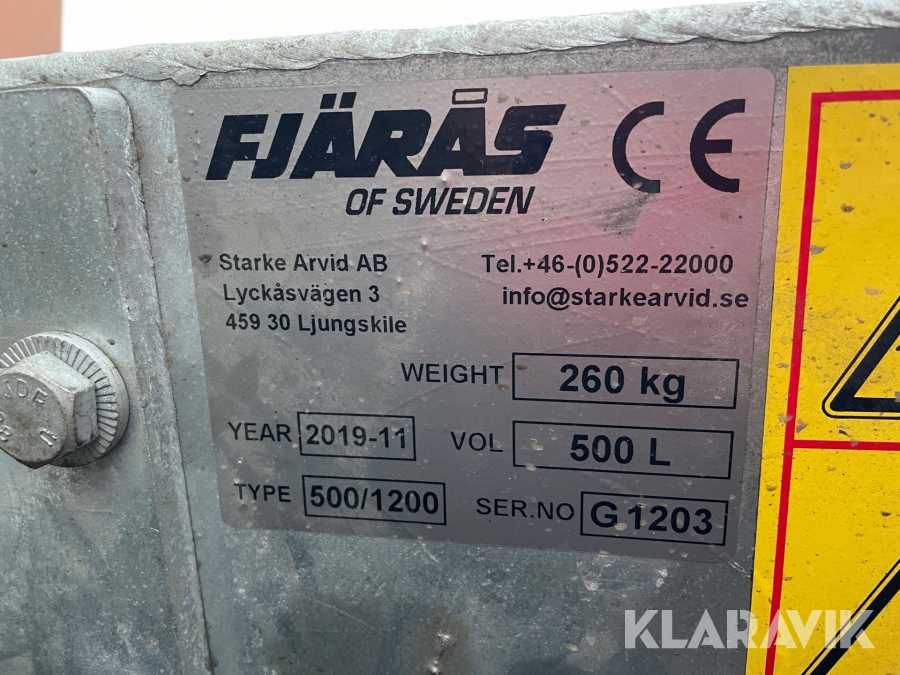 FJÄRÅS
OF SWEDEN
CE
Starke Arvid AB
Lyckåsvägen 3
459 30 Ljungskile
Tel.+46-(0)522-22000
info@starkearvid.se
WEIGHT 260 kg
YEAR 2019-11 VOL 500 L
TYPE 500/1200 SER.NO G 1203
KLARAVIK